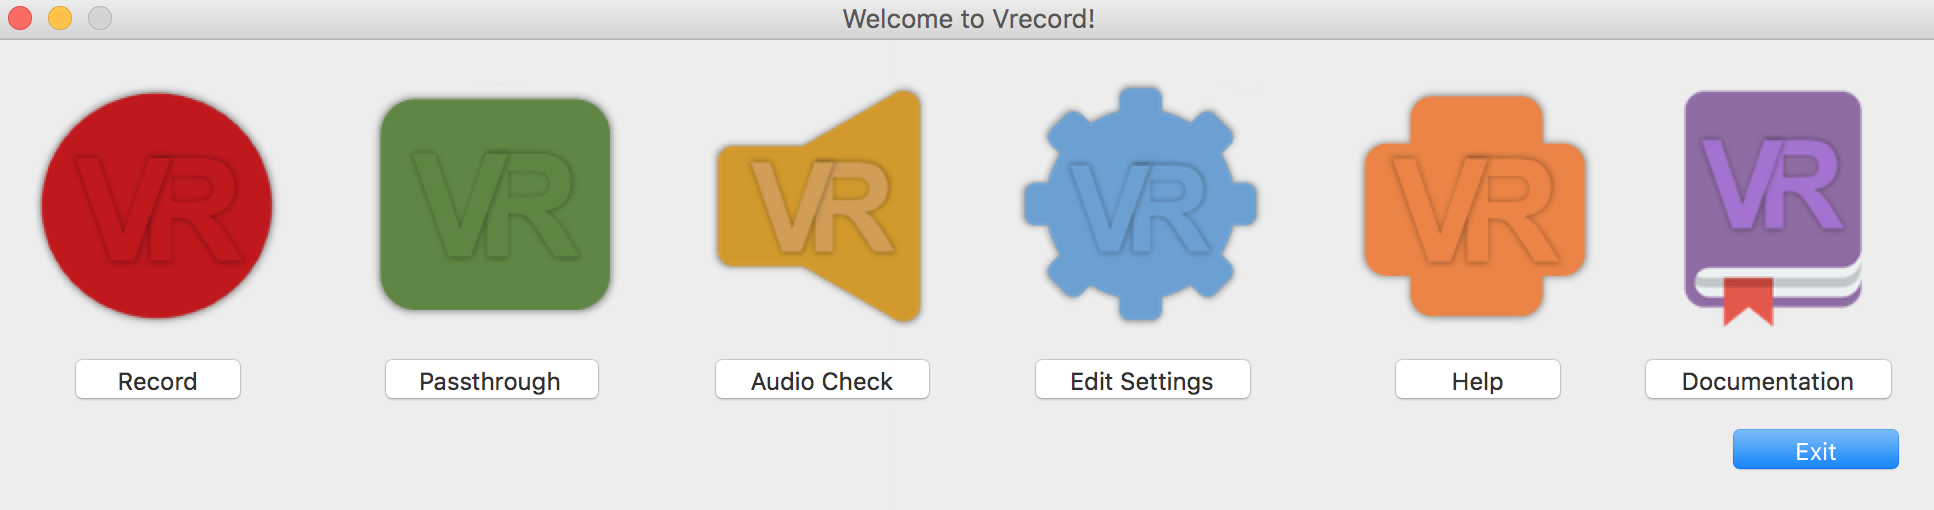 Welcome to Vrecord!
VR VR VR VR VR VR
Record Passthrough Audio Check Edit Settings Help Documentation
Exit